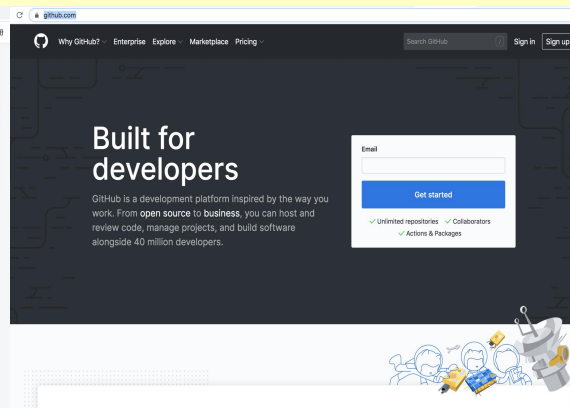 github.com
Why GitHub? Enterprise Explore Marketplace Pricing
Search GitHub
/
Sign in
Sign up
Built for
developers
GitHub is a development platform inspired by the way you
work. From open source to business, you can host and
review code, manage projects, and build software
alongside 40 million developers.
Email
Get started
✓ Unlimited repositories ✓ Collaborators
✓ Actions & Packages